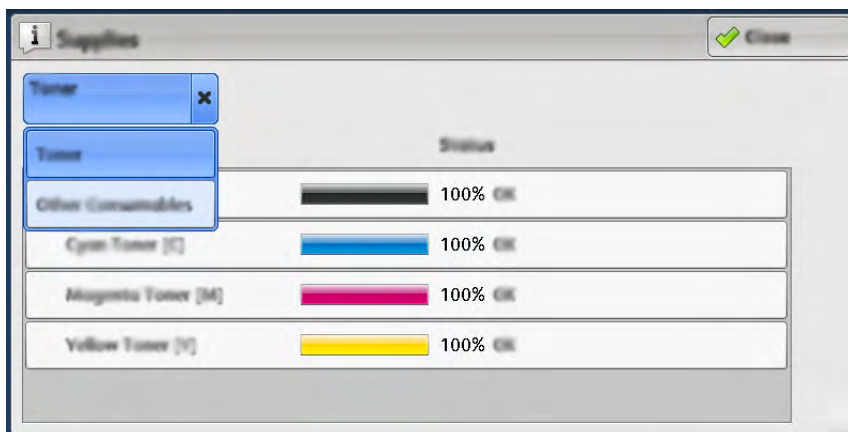 Supplies
Close
Toner
Toner
Other Consumables
Status
100% OK
Cyan Toner [C]
100% OK
Magenta Toner [M]
100% OK
Yellow Toner [Y]
100% OK